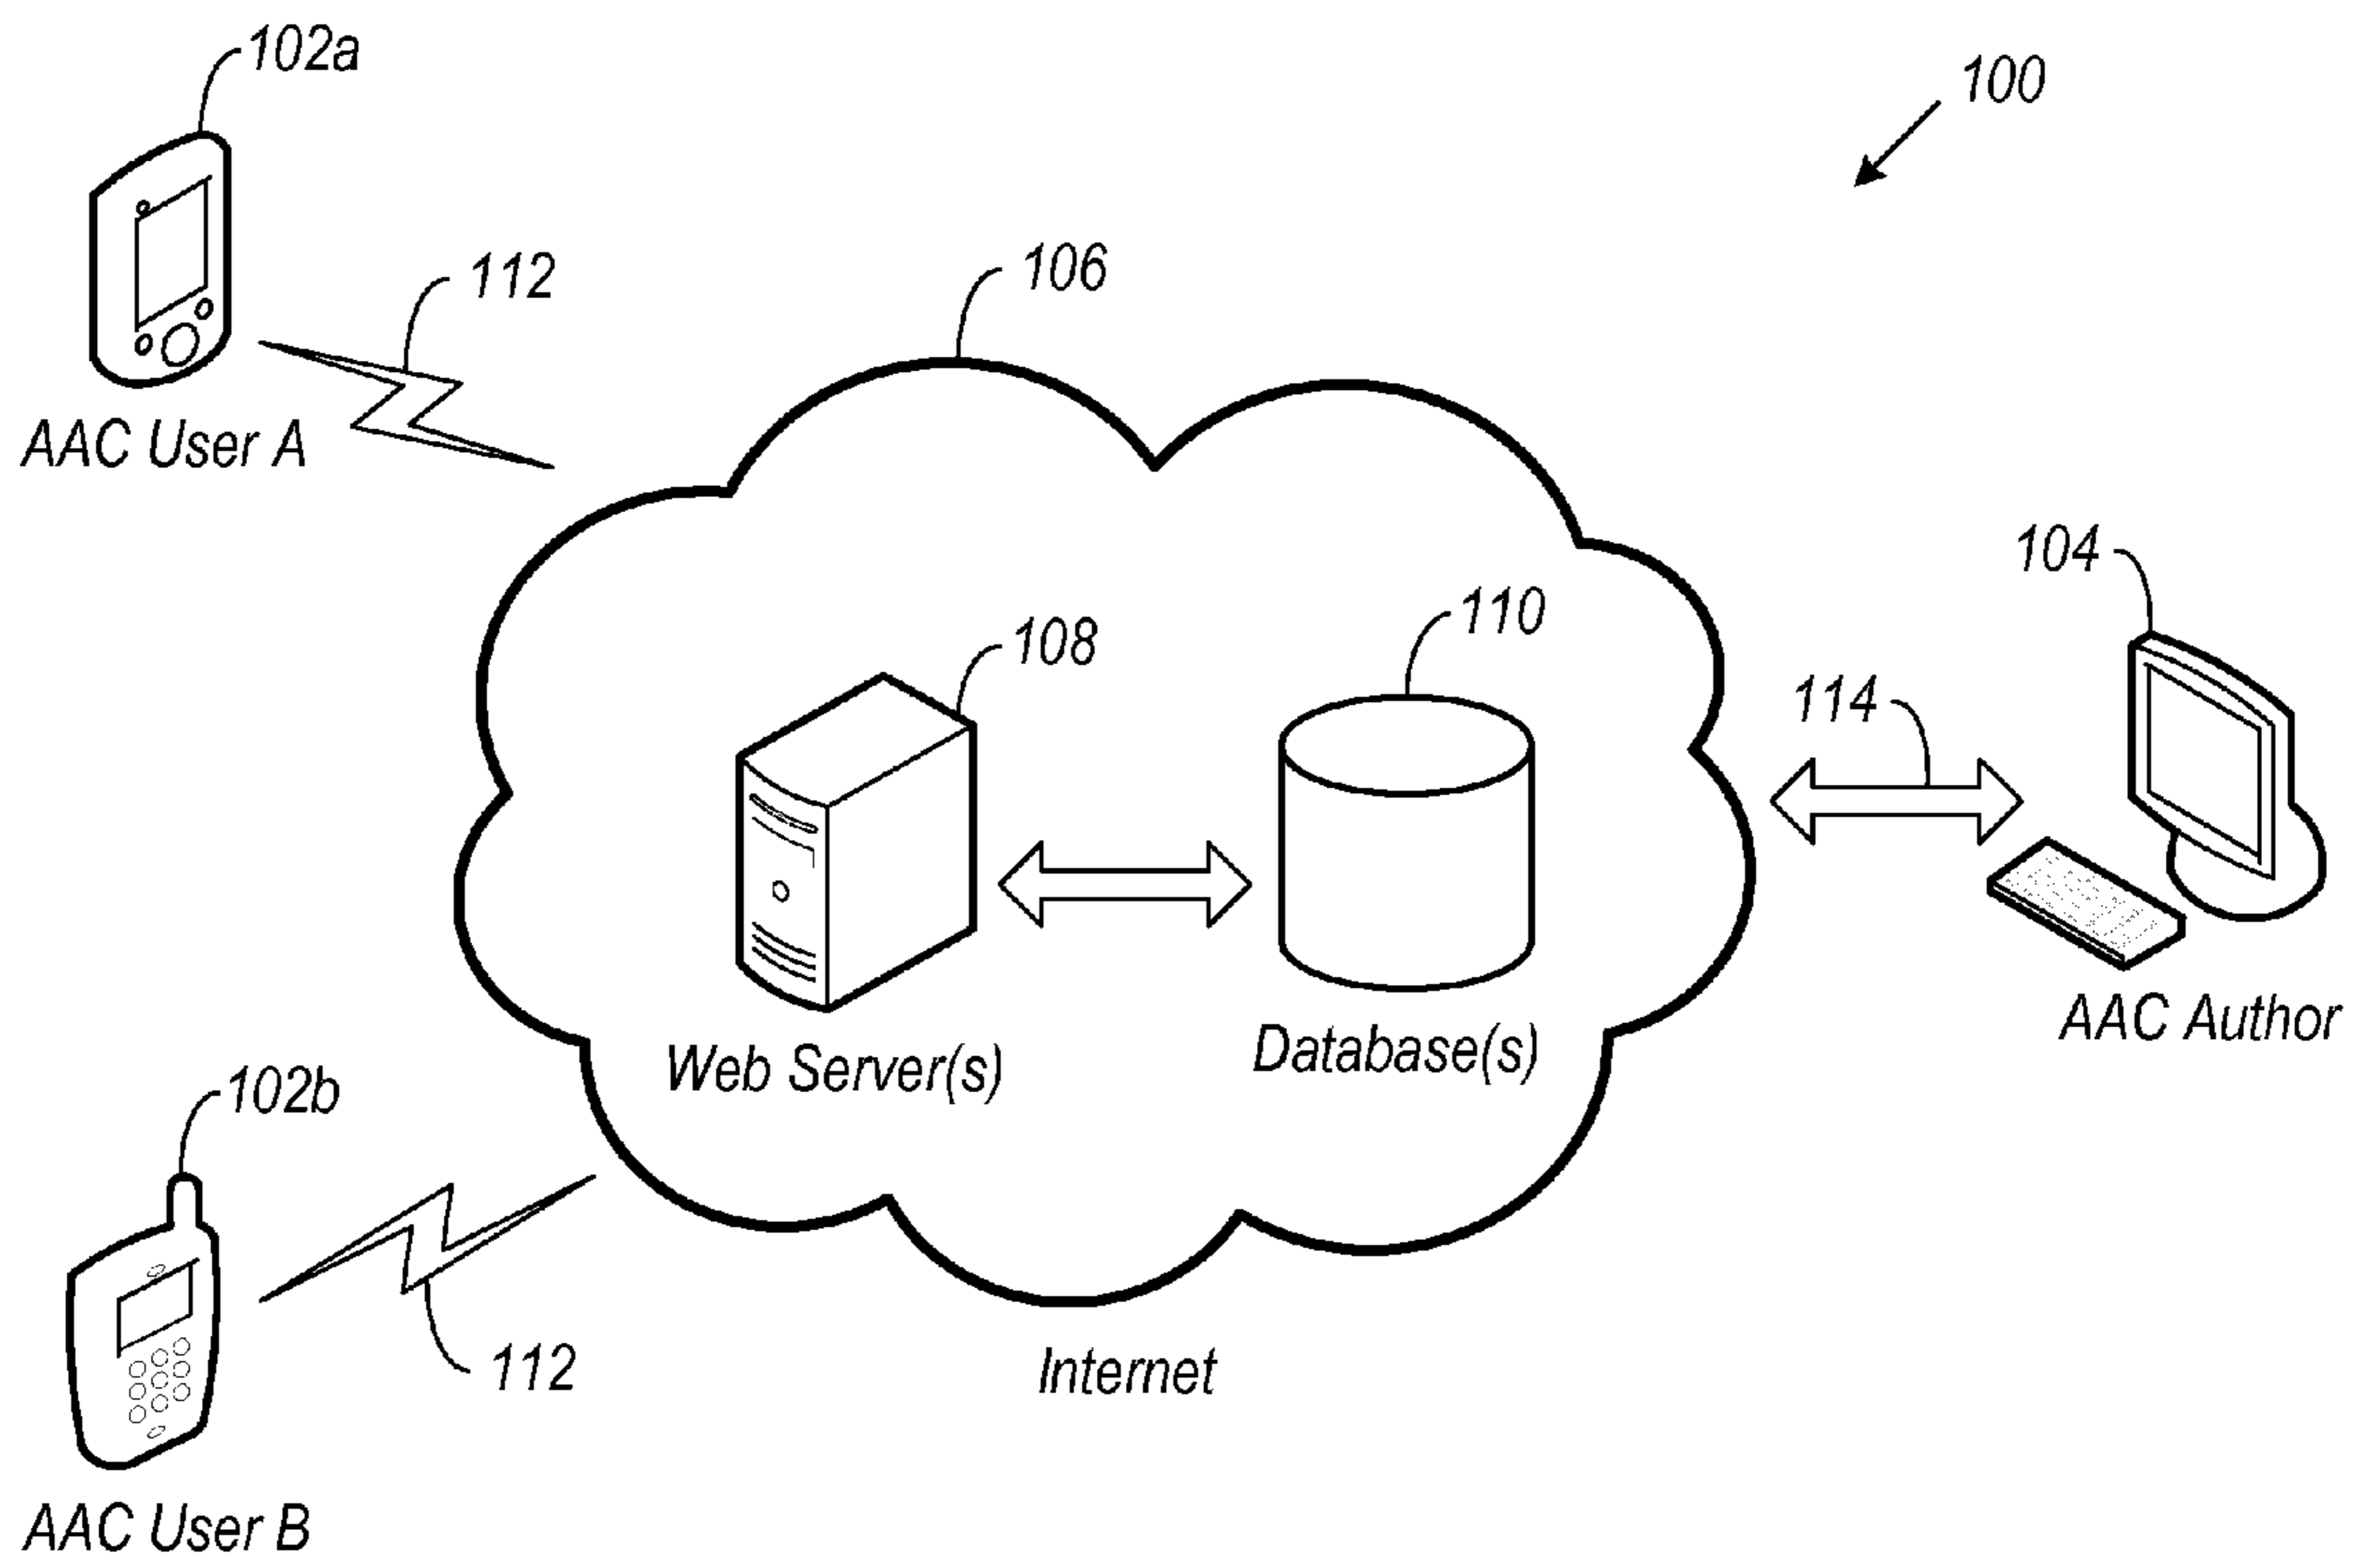 102a
100
112
106
AAC User A
104
110
108
114
AAC Author
Database(s)
Web Server(s)
102b
112
Internet
AAC User B